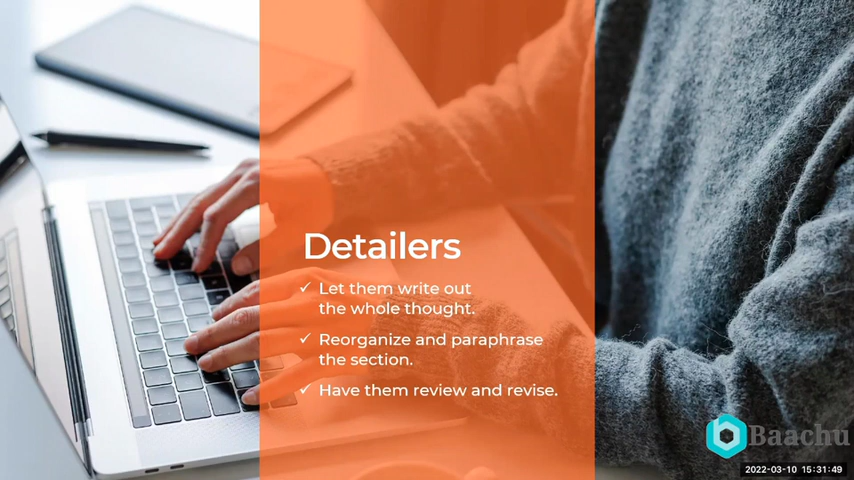 Detailers
✓ Let them write out
the whole thought.
✓ Reorganize and paraphrase
the section.
✓ Have them review and revise.
Baachu
2022-03-10 15:31:49